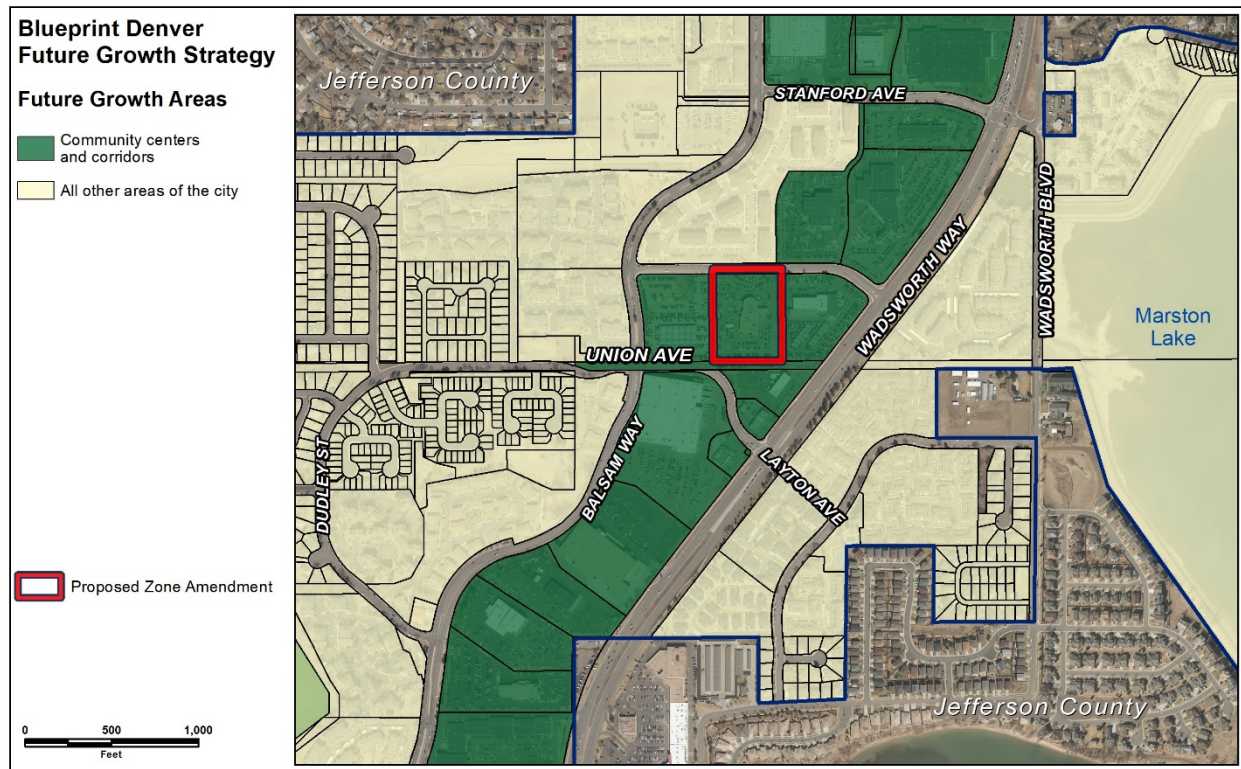 Blueprint Denver
Future Growth Strategy
Future Growth Areas
Community centers
and corridors
All other areas of the city
Proposed Zone Amendment
0 500 1,000
Feet
Jefferson County
STANFORD AVE
WADSWORTH WAY
WADSWORTH BLVD
Marston
Lake
UNION AVE
DUDLEY ST
BALSAM WAY
LAYTON AVE
Jefferson County